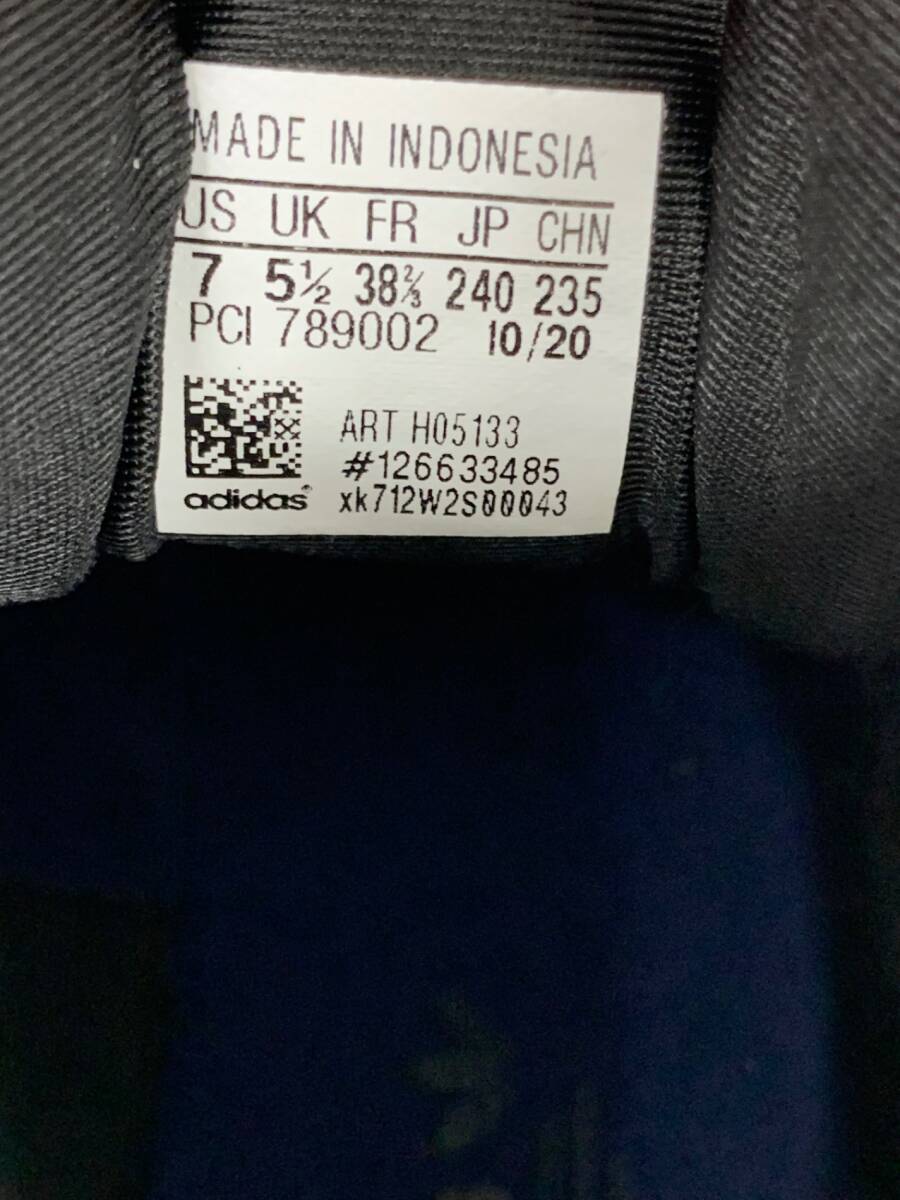 MADE IN INDONESIA
US UK FR JP CHN
7 5½ 38⅔ 240 235
PCI 789002 10/20
ART H05133
#126633485
adidas xk712W2S00043